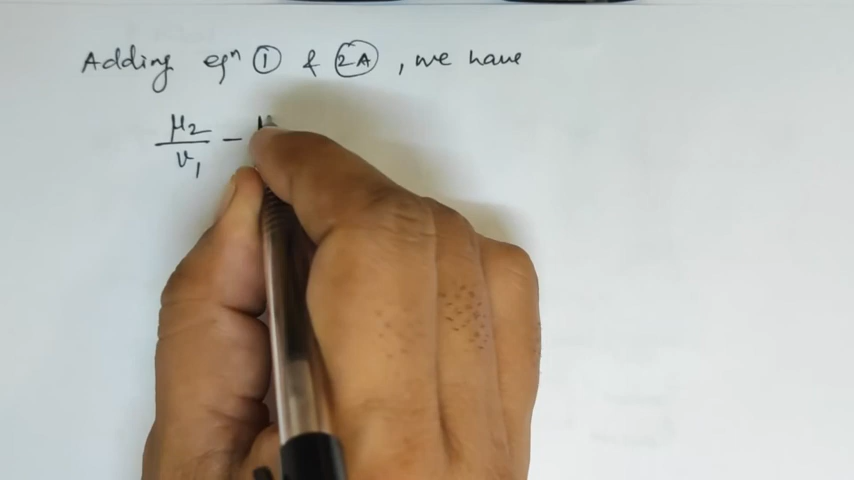 Adding eqⁿ ① & ②A , we have
μ₂/v₁ −